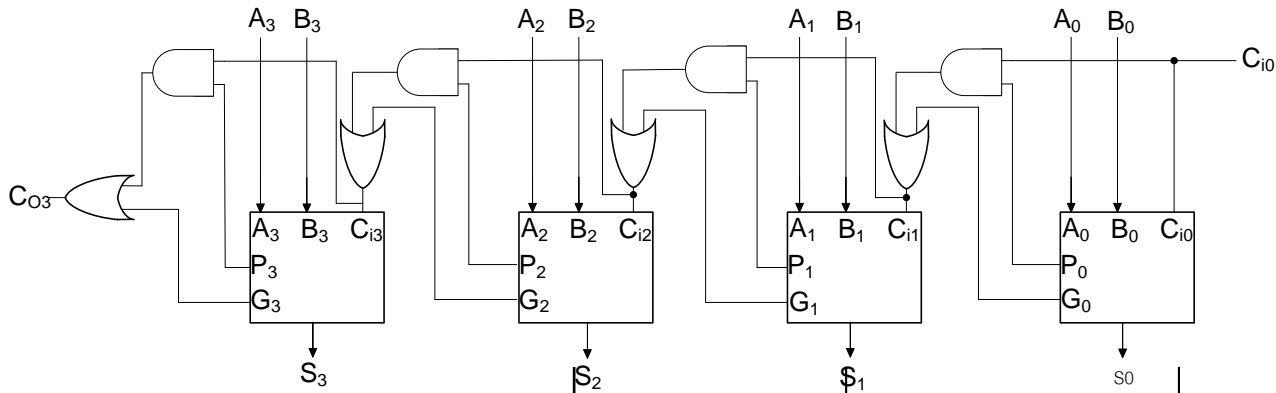 A3 B3 A2 B2 A1 B1 A0 B0
Ci0
CO3
A3 B3 Ci3 A2 B2 Ci2 A1 B1 Ci1 A0 B0 Ci0
P3 P2 P1 P0
G3 G2 G1 G0
S3 S2 S1 S0